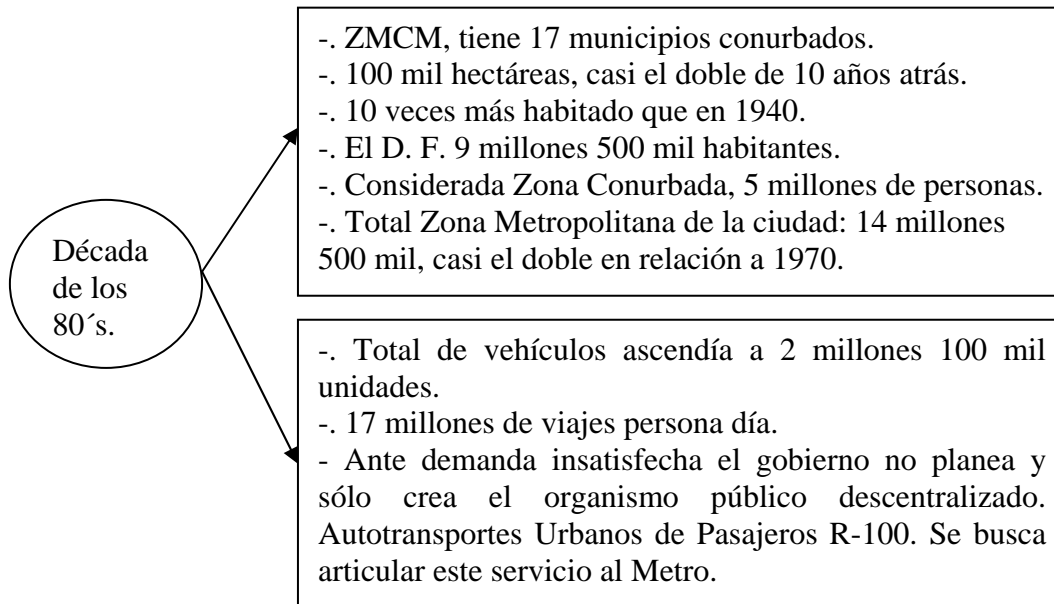 -. ZMCM, tiene 17 municipios conurbados.
-. 100 mil hectáreas, casi el doble de 10 años atrás.
-. 10 veces más habitado que en 1940.
-. El D. F. 9 millones 500 mil habitantes.
-. Considerada Zona Conurbada, 5 millones de personas.
-. Total Zona Metropolitana de la ciudad: 14 millones
500 mil, casi el doble en relación a 1970.
Década
de los
80´s.
-. Total de vehículos ascendía a 2 millones 100 mil
unidades.
-. 17 millones de viajes persona día.
- Ante demanda insatisfecha el gobierno no planea y
sólo crea el organismo público descentralizado.
Autotransportes Urbanos de Pasajeros R-100. Se busca
articular este servicio al Metro.